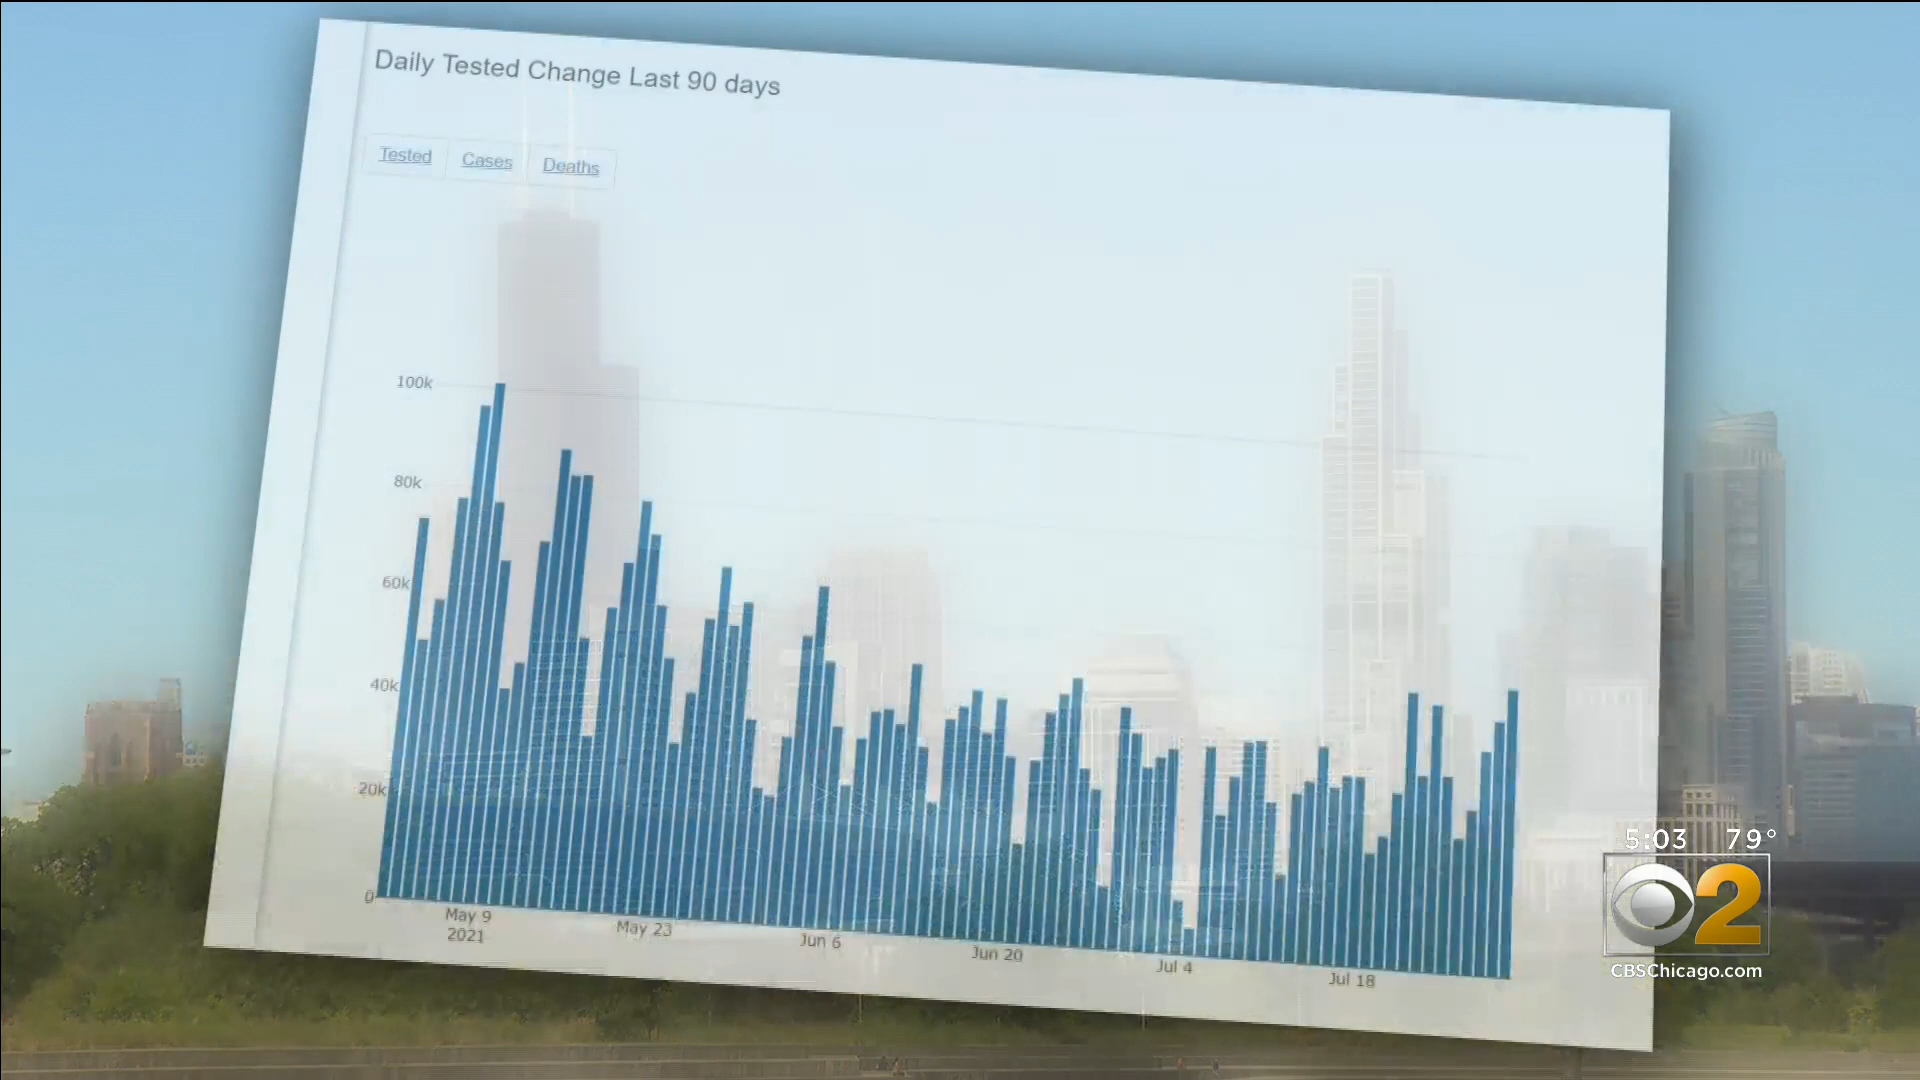 Daily Tested Change Last 90 days
Tested Cases Deaths
100k
80k
60k
40k
20k
0
May 9
2021
May 23
Jun 6
Jun 20
Jul 4
Jul 18
5:03 79°
2
CBSChicago.com